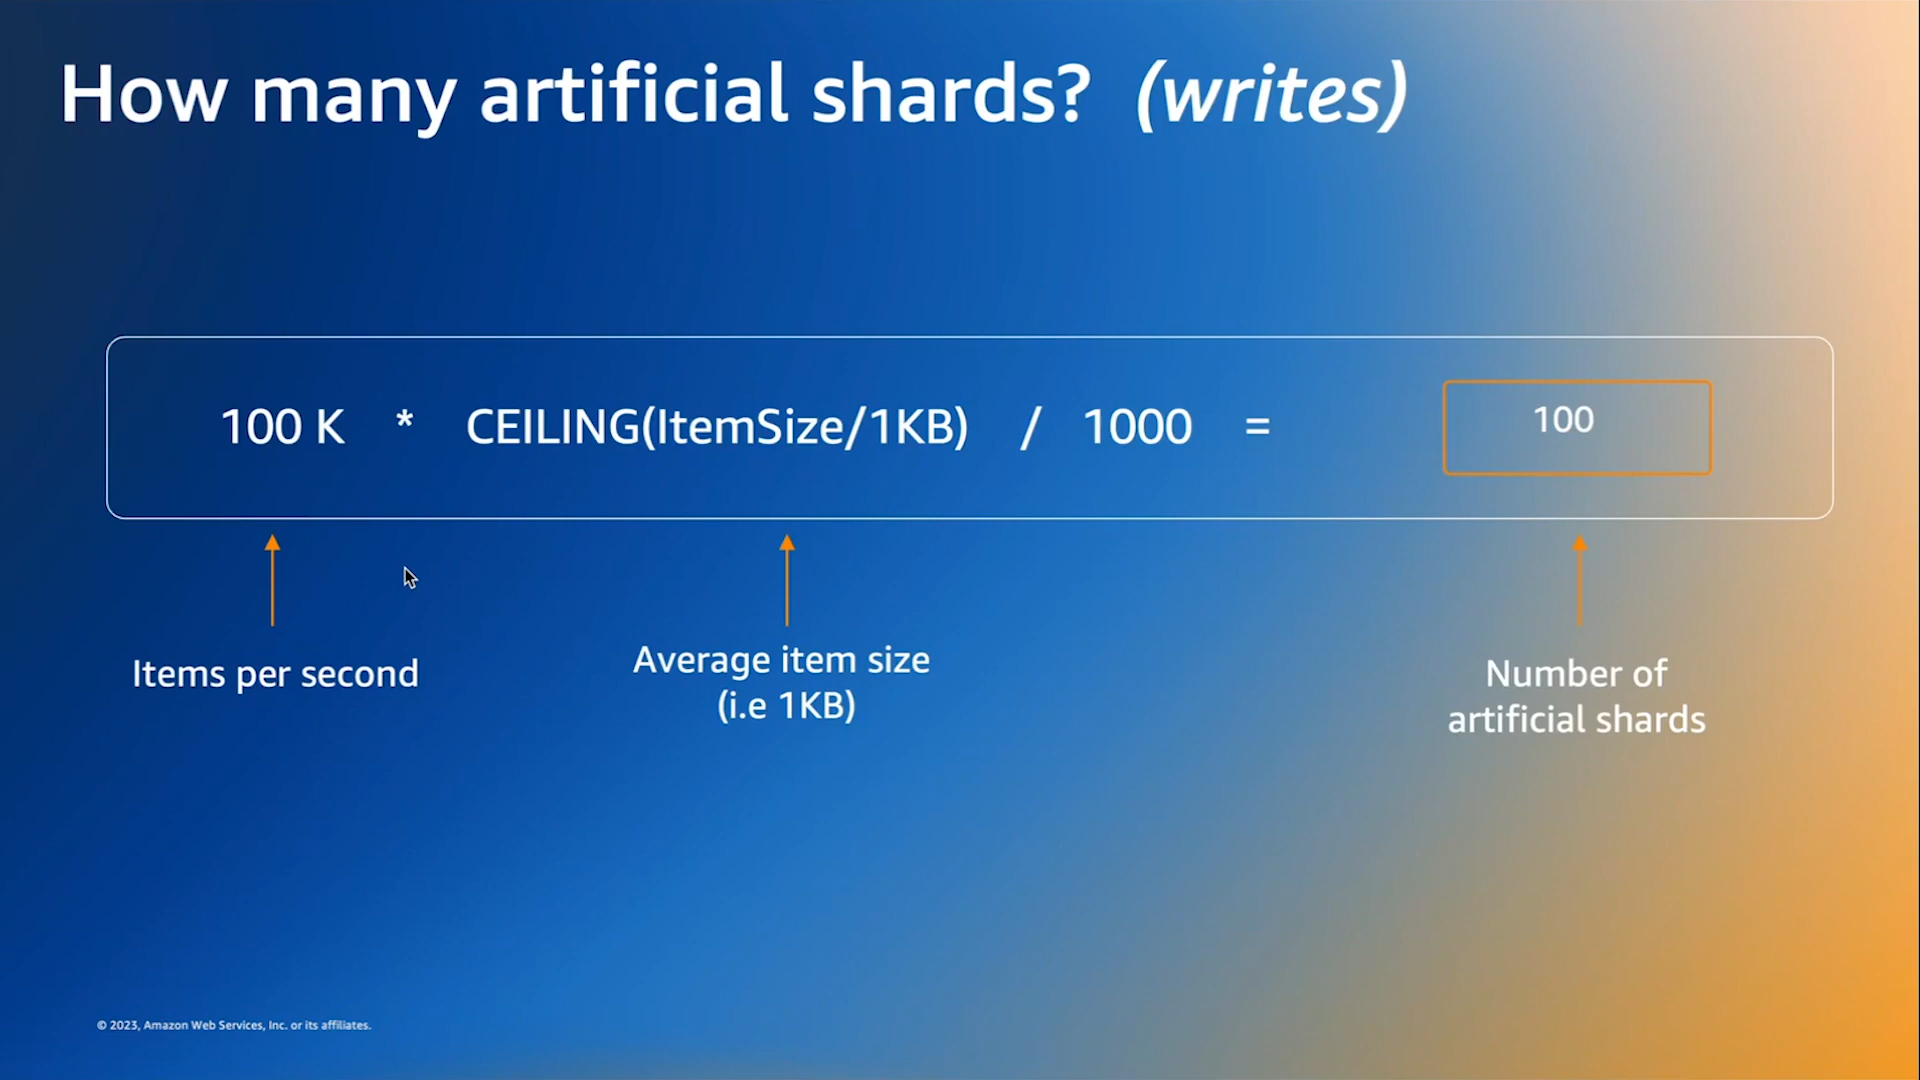 How many artificial shards? (writes)
100 K * CEILING(ItemSize/1KB) / 1000 = 100
Items per second
Average item size
(i.e 1KB)
Number of
artificial shards
© 2023, Amazon Web Services, Inc. or its affiliates.